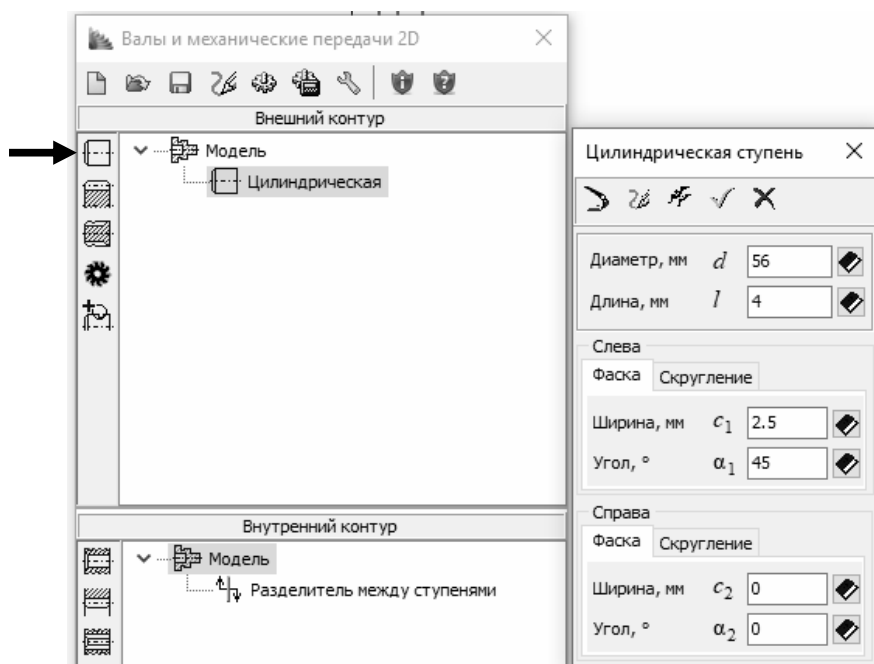 Валы и механические передачи 2D
Внешний контур
Модель
Цилиндрическая
Внутренний контур
Модель
Разделитель между ступенями
Цилиндрическая ступень
Диаметр, мм d 56
Длина, мм l 4
Слева
Фаска Скругление
Ширина, мм c1 2.5
Угол, ° α1 45
Справа
Фаска Скругление
Ширина, мм c2 0
Угол, ° α2 0